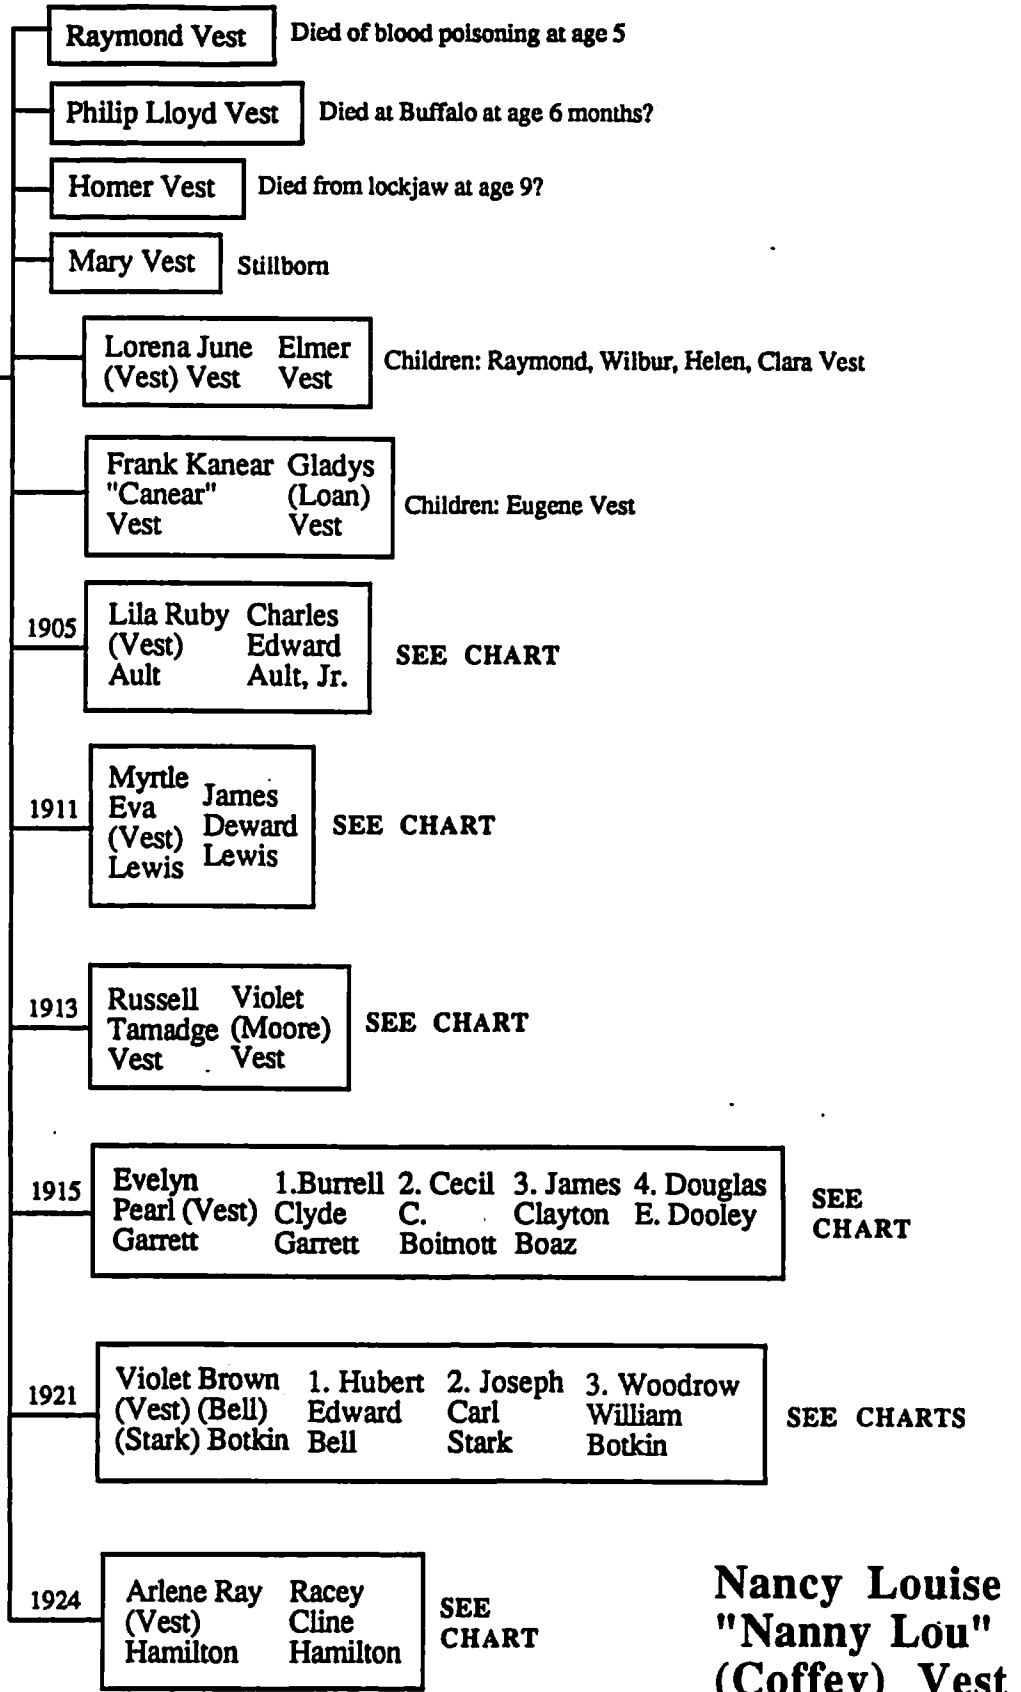 Raymond Vest Died of blood poisoning at age 5
Philip Lloyd Vest Died at Buffalo at age 6 months?
Homer Vest Died from lockjaw at age 9?
Mary Vest Stillborn
Lorena June Elmer
(Vest) Vest Vest
Children: Raymond, Wilbur, Helen, Clara Vest
Frank Kanear Gladys
"Canear" (Loan)
Vest Vest
Children: Eugene Vest
1905
Lila Ruby Charles
(Vest) Edward
Ault Ault, Jr.
SEE CHART
1911
Myrtle
Eva
(Vest)
Lewis
James
Deward
Lewis
SEE CHART
1913
Russell Violet
Tamadge (Moore)
Vest Vest
SEE CHART
1915
Evelyn 1.Burrell 2. Cecil 3. James 4. Douglas
Pearl (Vest) Clyde C. Clayton E. Dooley
Garrett Garrett Boitnott Boaz
SEE
CHART
1921
Violet Brown 1. Hubert 2. Joseph 3. Woodrow
(Vest) (Bell) Edward Carl William
(Stark) Botkin Bell Stark Botkin
SEE CHARTS
1924
Arlene Ray Racey
(Vest) Cline
Hamilton Hamilton
SEE
CHART
Nancy Louise
"Nanny Lou"
(Coffey) Vest